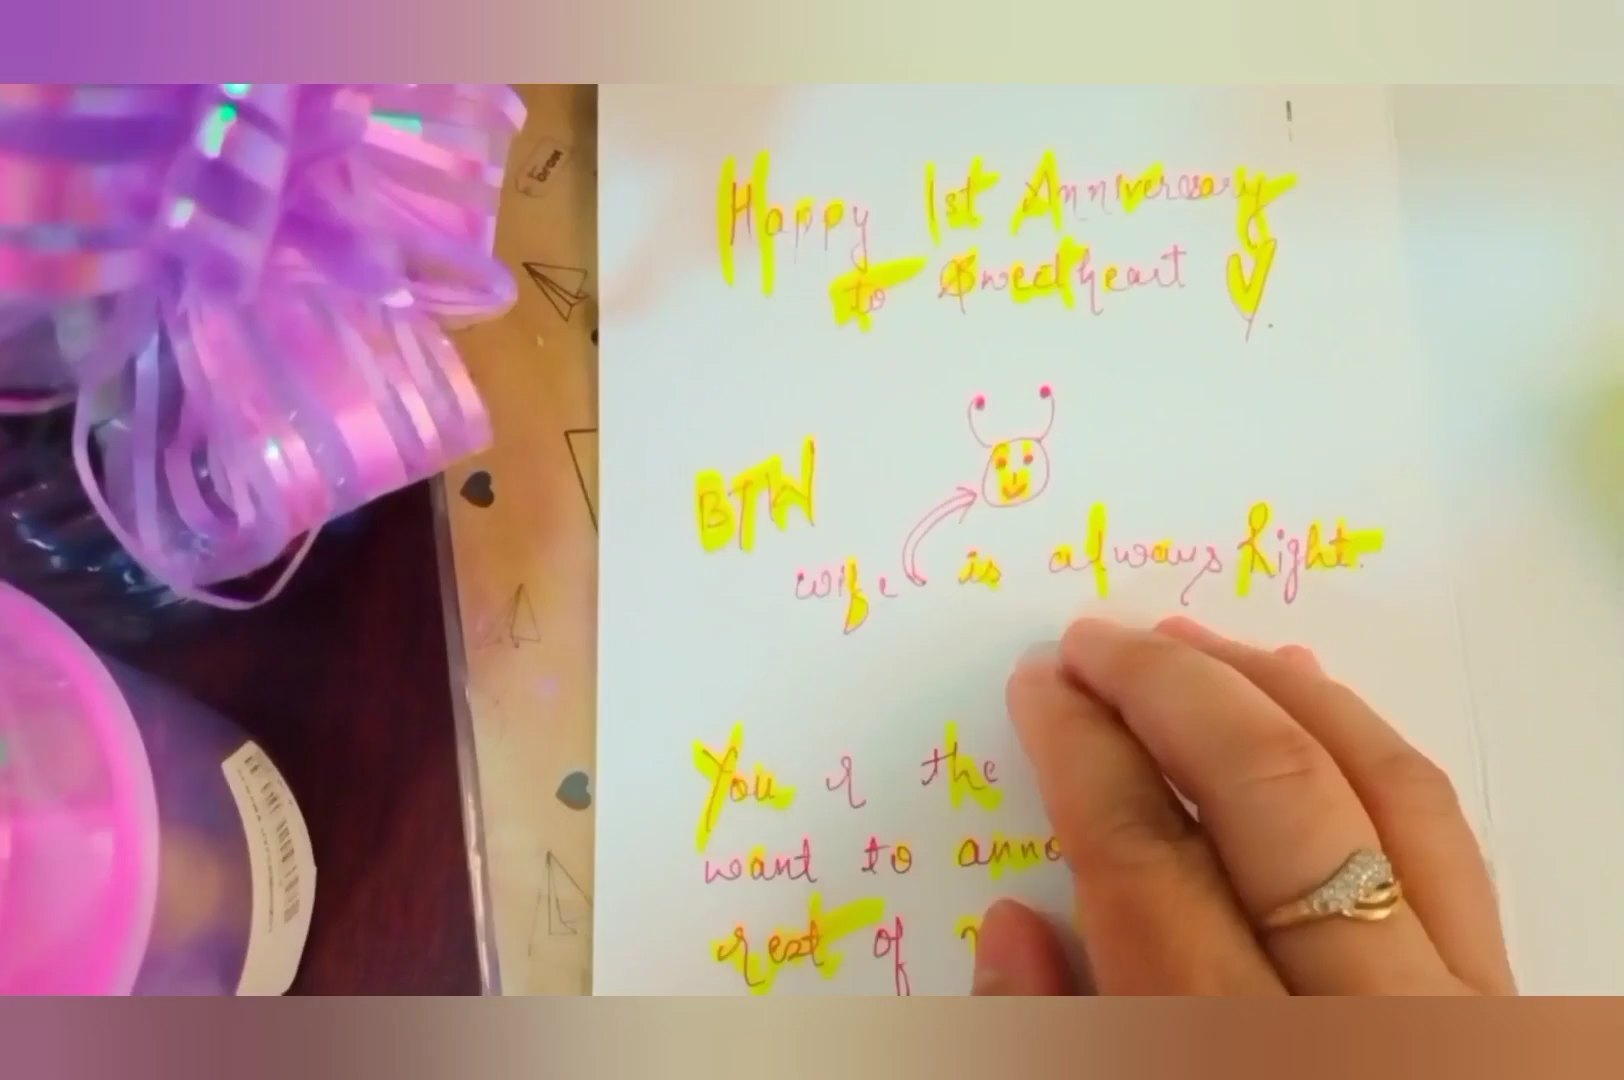 Happy 1st Anniversary
to Sweetheart
BTW
wife is always Right.
You r the
want to anno
rest of